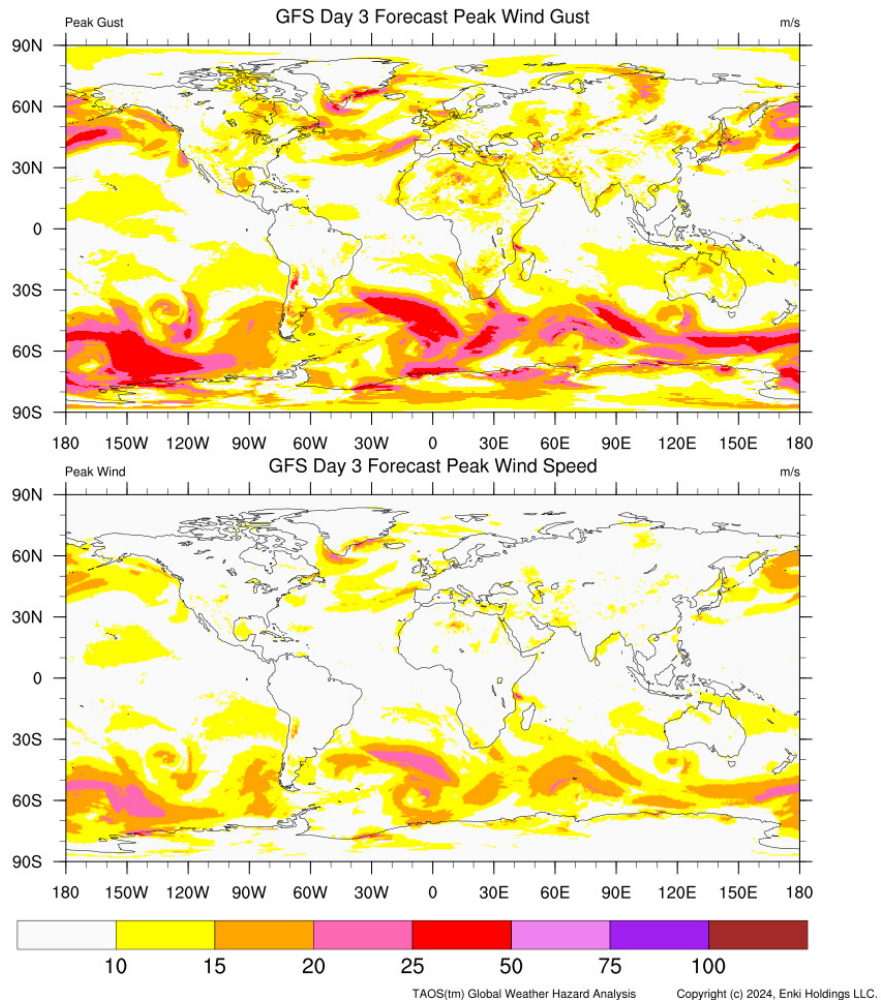 GFS Day 3 Forecast Peak Wind Gust
Peak Gust
m/s
90N
60N
30N
0
30S
60S
90S
180 150W 120W 90W 60W 30W 0 30E 60E 90E 120E 150E 180
GFS Day 3 Forecast Peak Wind Speed
Peak Wind
m/s
90N
60N
30N
0
30S
60S
90S
180 150W 120W 90W 60W 30W 0 30E 60E 90E 120E 150E 180
10 15 20 25 50 75 100
TAOS(tm) Global Weather Hazard Analysis
Copyright (c) 2024, Enki Holdings LLC.